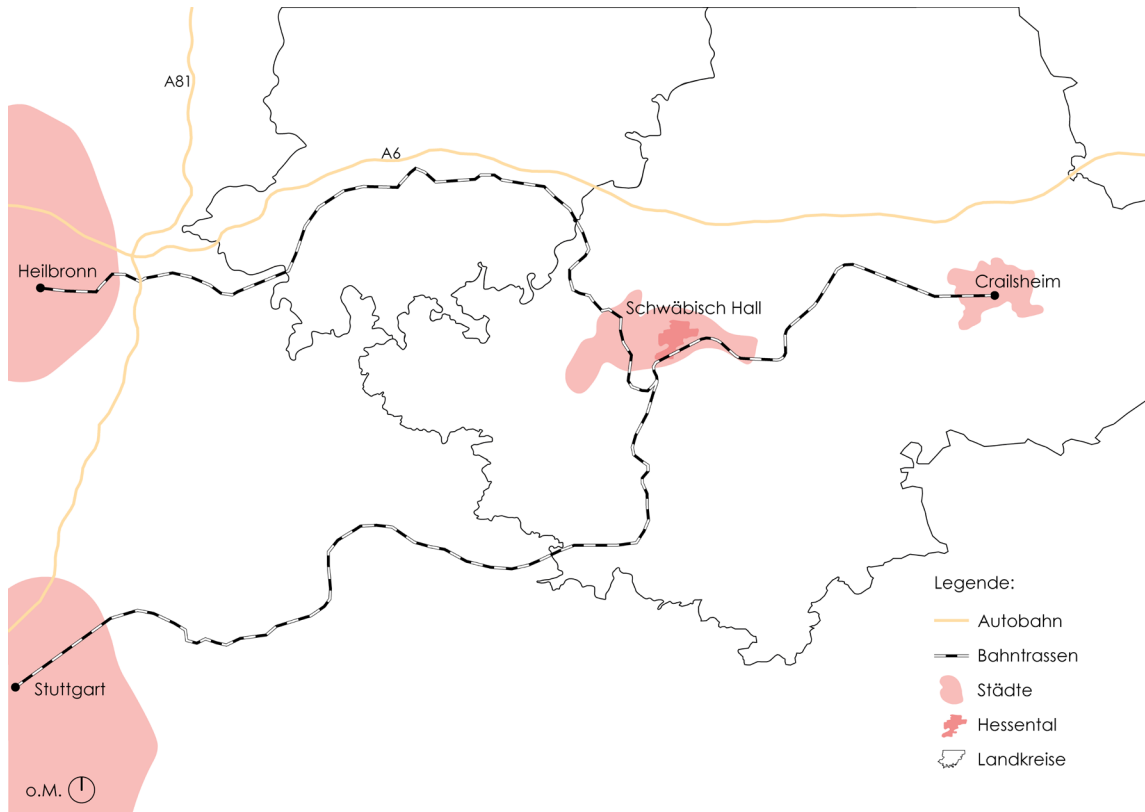 A81
A6
Heilbronn
Schwäbisch Hall
Crailsheim
Stuttgart
Legende:
Autobahn
Bahntrassen
Städte
Hessental
Landkreise
o.M.